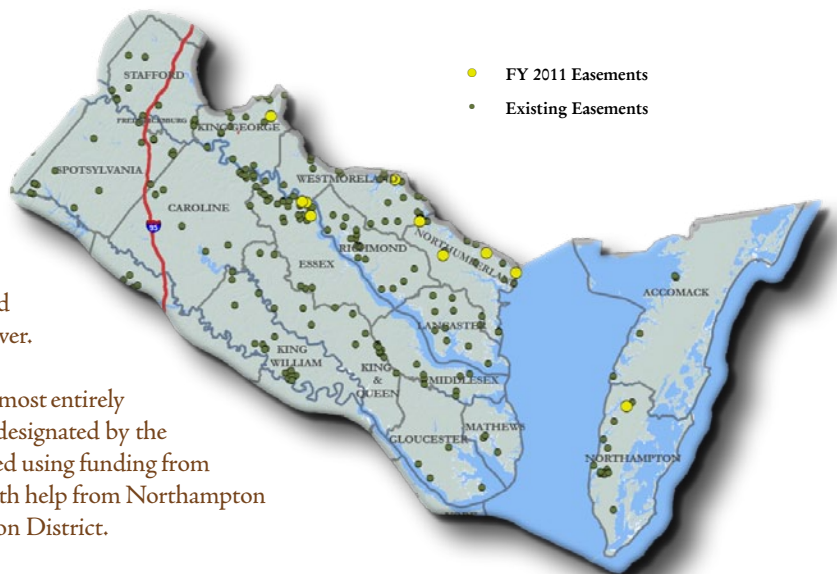 FY 2011 Easements
Existing Easements
STAFFORD
FREDERICKSBURG
KING GEORGE
SPOTSYLVANIA
WESTMORELAND
CAROLINE
95
RICHMOND
NORTHUMBERLAND
ESSEX
ACCOMACK
LANCASTER
KING
WILLIAM
KING
&
QUEEN
MIDDLESEX
MATHEWS
GLOUCESTER
NORTHAMPTON
d
ver.
most entirely
designated by the
ed using funding from
th help from Northampton
on District.